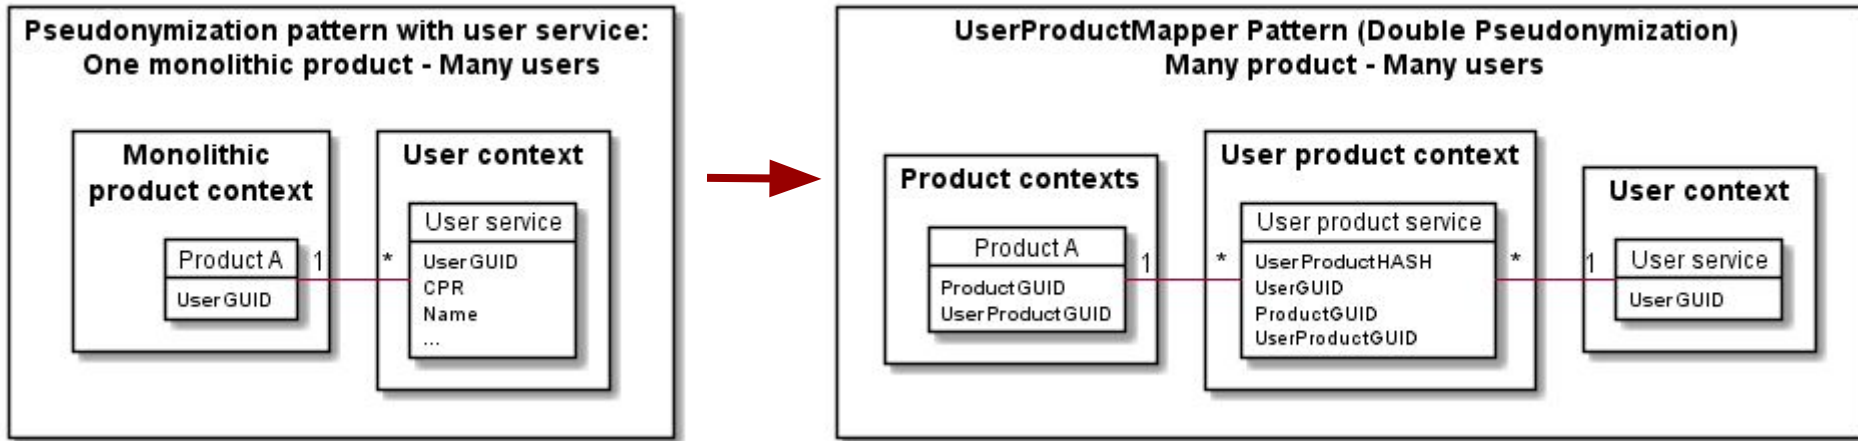 Pseudonymization pattern with user service:
One monolithic product - Many users
Monolithic
product context
Product A
UserGUID
1
*
User context
User service
UserGUID
CPR
Name
...
UserProductMapper Pattern (Double Pseudonymization)
Many product - Many users
Product contexts
Product A
ProductGUID
UserProductGUID
1
*
User product context
User product service
UserProductHASH
UserGUID
ProductGUID
UserProductGUID
*
1
User context
User service
UserGUID